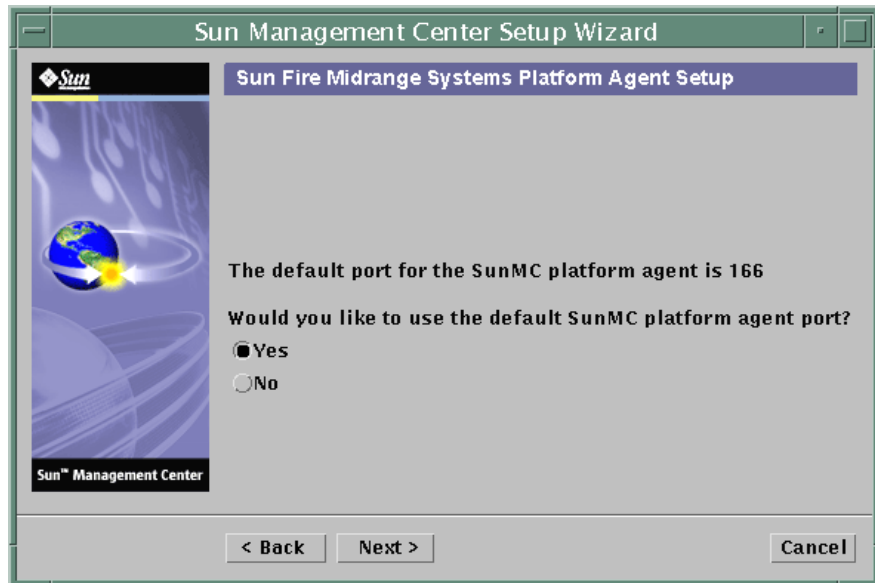 Sun Management Center Setup Wizard
Sun
Sun Fire Midrange Systems Platform Agent Setup
The default port for the SunMC platform agent is 166
Would you like to use the default SunMC platform agent port?
Yes
No
Sun™ Management Center
< Back
Next >
Cancel